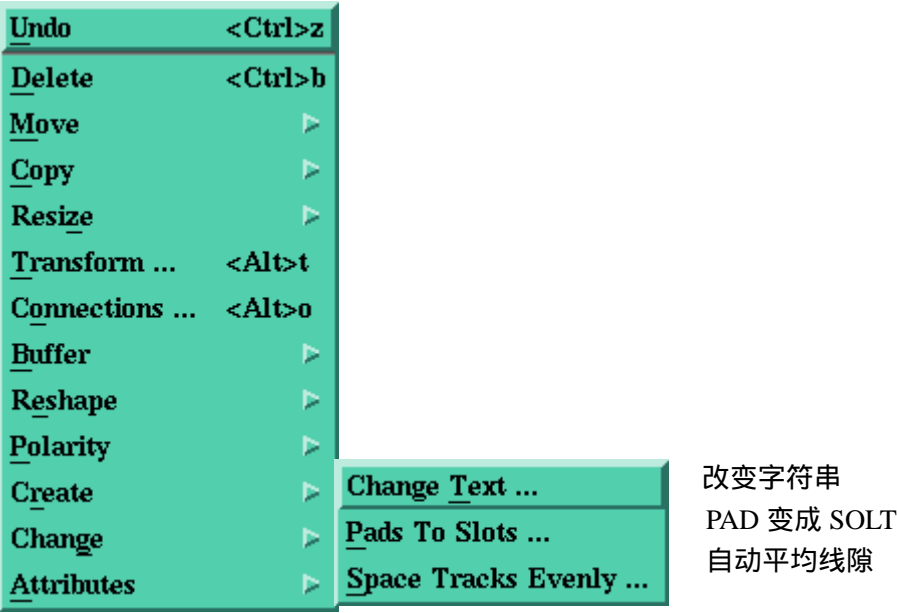 Undo <Ctrl>z
Delete <Ctrl>b
Move
Copy
Resize
Transform ... <Alt>t
Connections ... <Alt>o
Buffer
Reshape
Polarity
Create
Change
Attributes
Change Text ...
Pads To Slots ...
Space Tracks Evenly ...
改变字符串
PAD 变成 SOLT
自动平均线隙